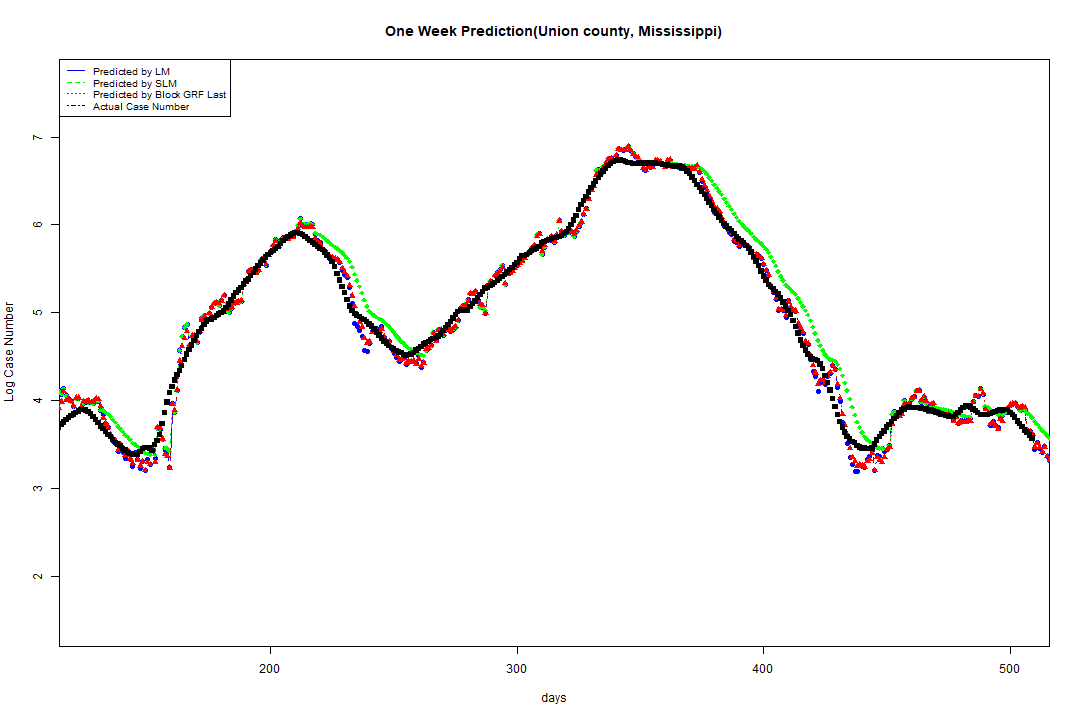 One Week Prediction(Union county, Mississippi)
Predicted by LM
Predicted by SLM
Predicted by Block GRF Last
Actual Case Number
7
6
5
4
3
2
Log Case Number
200 300 400 500
days